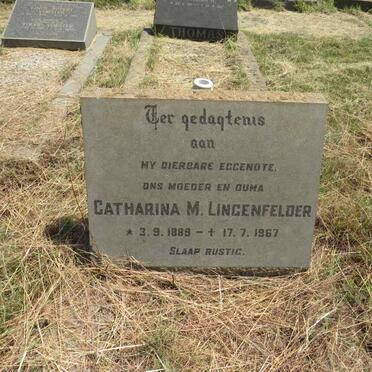 THOMAS
Ter gedagtenis
aan
MY DIERBARE EGGENOTE,
ONS MOEDER EN OUMA
CATHARINA M. LINGENFELDER
* 3. 9. 1889 - † 17. 7. 1967
SLAAP RUSTIG.